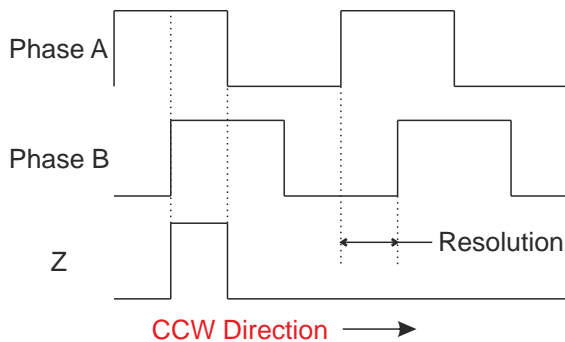 Phase A
Phase B
Resolution
Z
CCW Direction